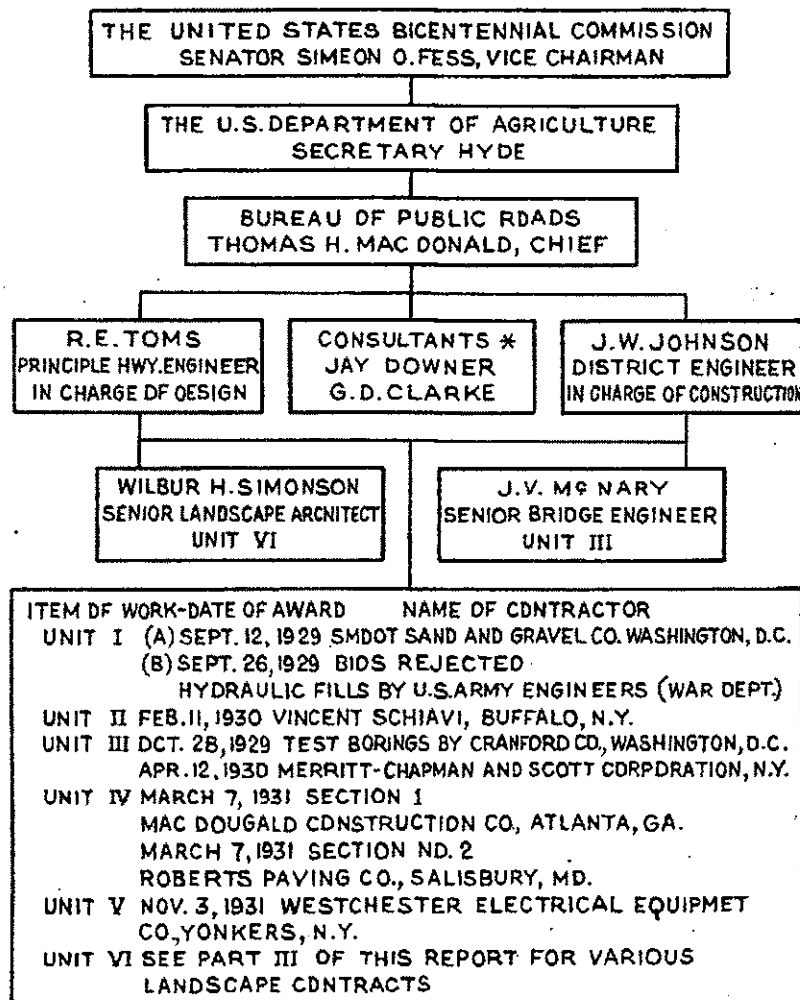 THE UNITED STATES BICENTENNIAL COMMISSION
SENATOR SIMEON O. FESS, VICE CHAIRMAN
THE U.S. DEPARTMENT OF AGRICULTURE
SECRETARY HYDE
BUREAU OF PUBLIC RDADS
THOMAS H. MAC DONALD, CHIEF
R.E. TOMS
PRINCIPLE HWY. ENGINEER
IN CHARGE DF OESIGN
CONSULTANTS *
JAY DOWNER
G.D. CLARKE
J.W. JOHNSON
DISTRICT ENGINEER
IN CHARGE OF CONSTRUCTION
WILBUR H. SIMONSON
SENIOR LANDSCAPE ARCHITECT
UNIT VI
J.V. Mc NARY
SENIOR BRIDGE ENGINEER
UNIT III
ITEM DF WORK-DATE OF AWARD NAME OF CDNTRACTOR
UNIT I (A) SEPT. 12, 1929 SMDOT SAND AND GRAVEL CO. WASHINGTON, D.C.
(B) SEPT. 26, 1929 BIDS REJECTED
HYDRAULIC FILLS BY U.S. ARMY ENGINEERS (WAR DEPT.)
UNIT II FEB. 11, 1930 VINCENT SCHIAVI, BUFFALO, N.Y.
UNIT III DCT. 28, 1929 TEST BORINGS BY CRANFORD CO., WASHINGTON, D.C.
APR. 12, 1930 MERRITT-CHAPMAN AND SCOTT CORPDRATION, N.Y.
UNIT IV MARCH 7, 1931 SECTION 1
MAC DOUGALD CDNSTRUCTION CO., ATLANTA, GA.
MARCH 7, 1931 SECTION ND. 2
ROBERTS PAVING CO., SALISBURY, MD.
UNIT V NOV. 3, 1931 WESTCHESTER ELECTRICAL EQUIPMET
CO., YONKERS, N.Y.
UNIT VI SEE PART III OF THIS REPORT FOR VARIOUS
LANDSCAPE CDNTRACTS